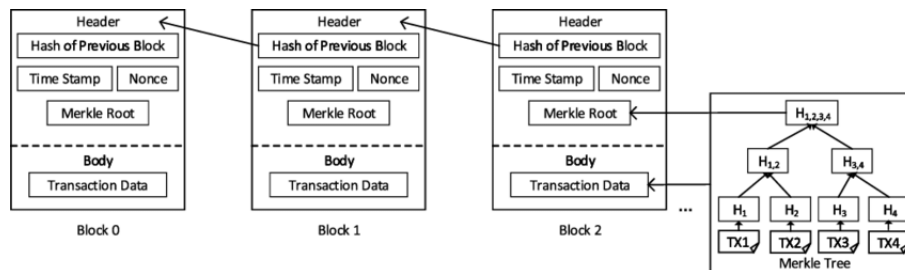 Header
Hash of Previous Block
Time Stamp
Nonce
Merkle Root
Body
Transaction Data
Block 0
Header
Hash of Previous Block
Time Stamp
Nonce
Merkle Root
Body
Transaction Data
Block 1
Header
Hash of Previous Block
Time Stamp
Nonce
Merkle Root
Body
Transaction Data
Block 2
...
H1,2,3,4
H1,2
H3,4
H1
H2
H3
H4
TX1
TX2
TX3
TX4
Merkle Tree